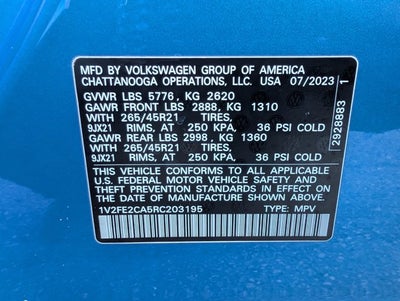 MFD BY VOLKSWAGEN GROUP OF AMERICA
CHATTANOOGA OPERATIONS, LLC. USA 07/2023
GVWR LBS 5776, KG 2620
GAWR FRONT LBS 2888, KG 1310
WITH 265/45R21 TIRES,
9JX21 RIMS, AT 250 KPA, 36 PSI COLD
GAWR REAR LBS 2998, KG 1360
WITH 265/45R21 TIRES,
9JX21 RIMS, AT 250 KPA, 36 PSI COLD
THIS VEHICLE CONFORMS TO ALL APPLICABLE
U.S. FEDERAL MOTOR VEHICLE SAFETY
STANDARDS IN EFFECT ON
THE DATE OF MANUFACTURE SHOWN ABOVE
1V2FE2CA5RC203195 TYPE: MPV
2928883 1